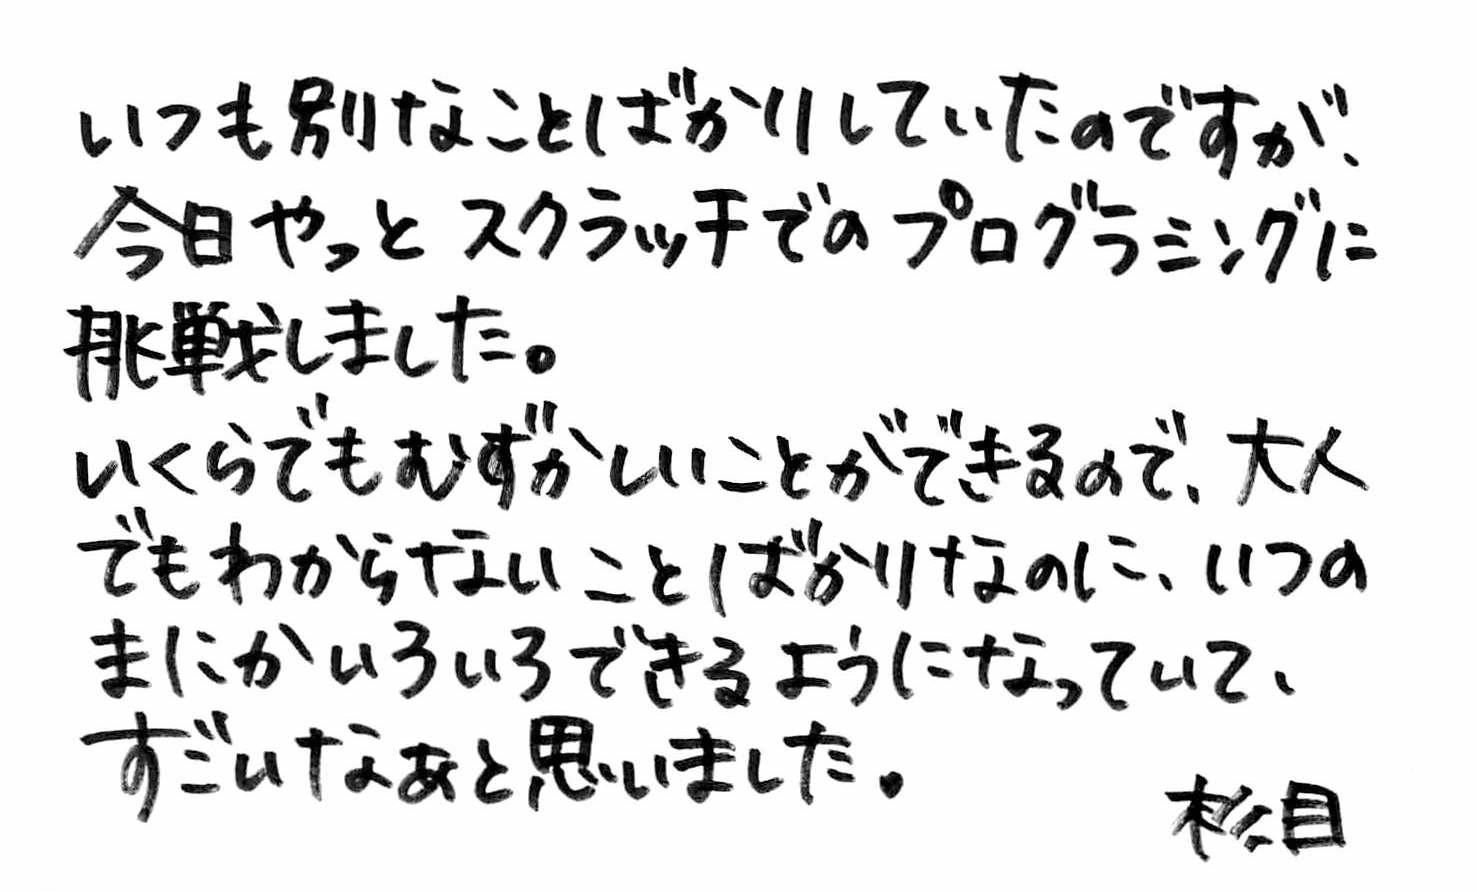 いつも別なことばかりしていたのですが、
今日やっとスクラッチでのプログラミングに
挑戦しました。
いくらでもむずかしいことができるので、大人
でもわからないことばかりなのに、いつの
まにかいろいろできるようになっていて、
すごいなぁと思いました。
松目